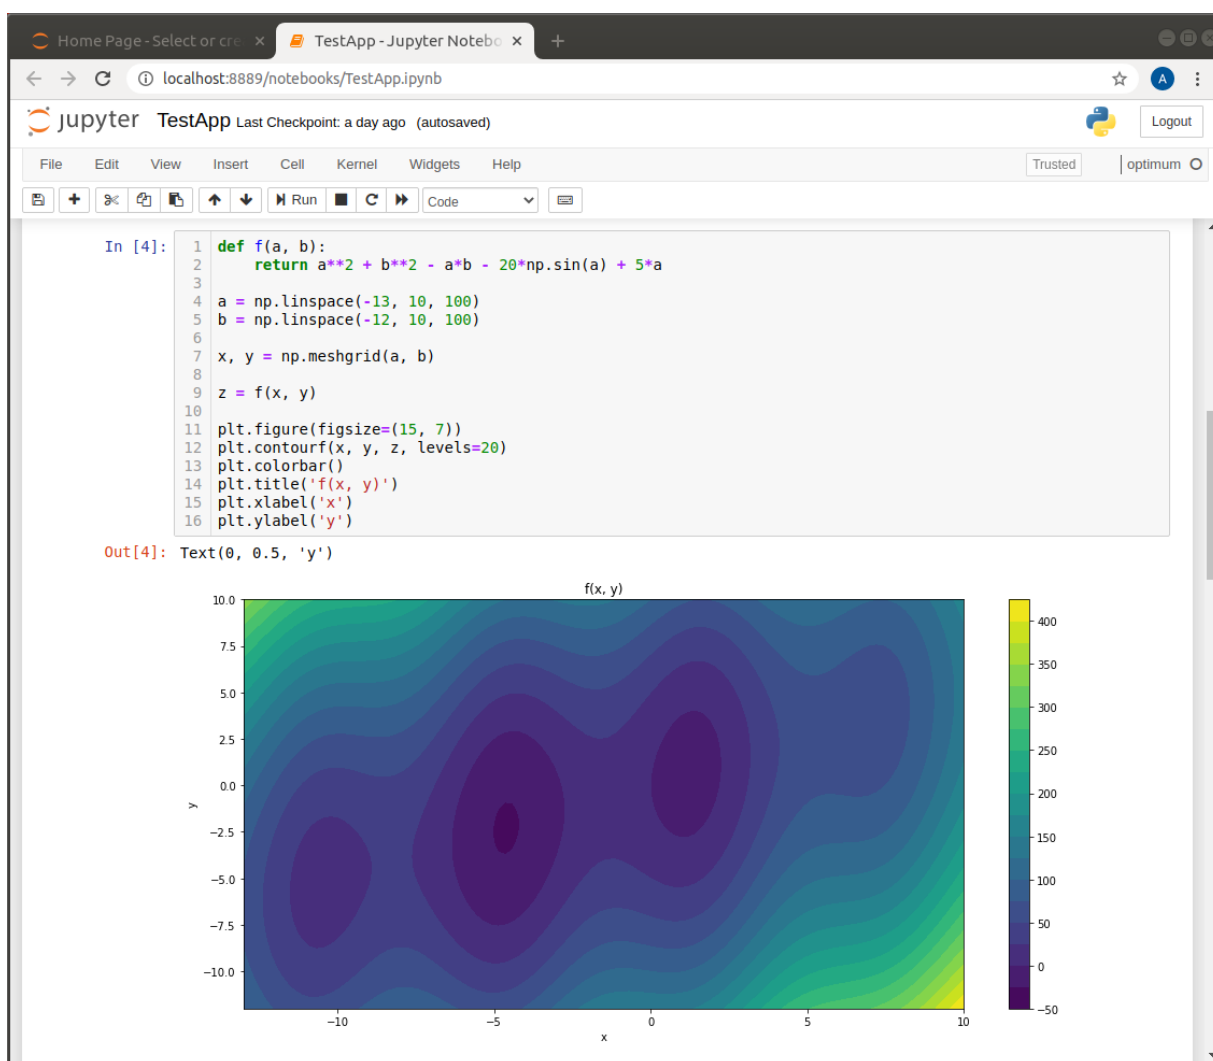 Home Page - Select or cre
TestApp - Jupyter Notebo
localhost:8889/notebooks/TestApp.ipynb
A
jupyter TestApp Last Checkpoint: a day ago (autosaved)
Logout
File Edit View Insert Cell Kernel Widgets Help
Trusted
optimum
Run
Code
In [4]:
1 def f(a, b):
2     return a**2 + b**2 - a*b - 20*np.sin(a) + 5*a
3
4 a = np.linspace(-13, 10, 100)
5 b = np.linspace(-12, 10, 100)
6
7 x, y = np.meshgrid(a, b)
8
9 z = f(x, y)
10
11 plt.figure(figsize=(15, 7))
12 plt.contourf(x, y, z, levels=20)
13 plt.colorbar()
14 plt.title('f(x, y)')
15 plt.xlabel('x')
16 plt.ylabel('y')
Out[4]: Text(0, 0.5, 'y')
f(x, y)
10.0
7.5
5.0
2.5
0.0
−2.5
−5.0
−7.5
−10.0
y
−10 −5 0 5 10
x
400
350
300
250
200
150
100
50
0
−50